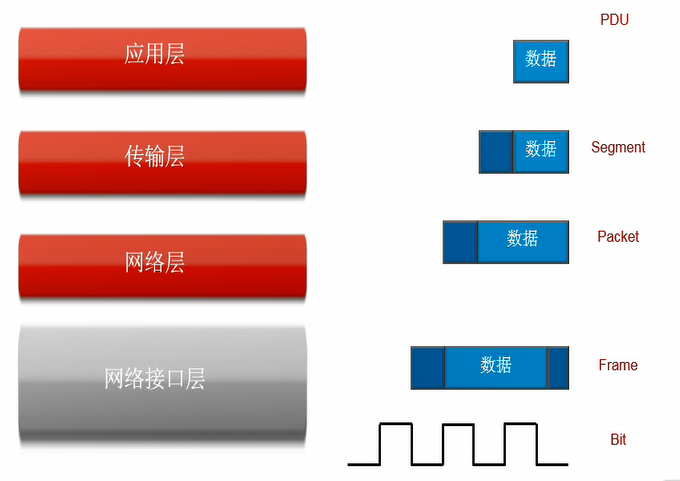 PDU
应用层
数据
传输层
数据
Segment
网络层
数据
Packet
网络接口层
数据
Frame
Bit